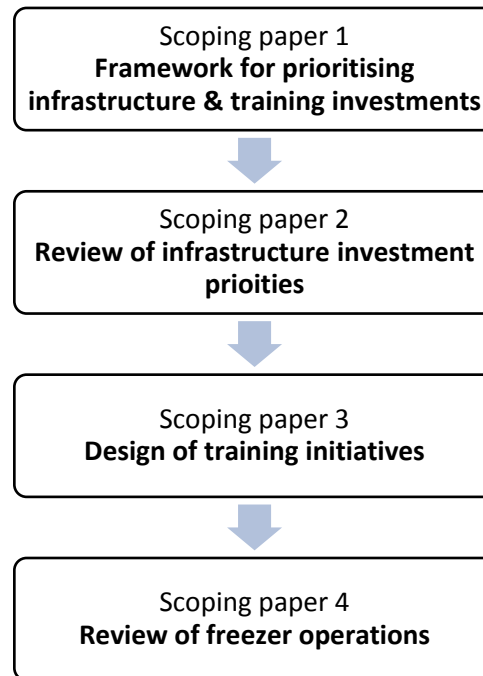 Scoping paper 1
Framework for prioritising
infrastructure & training investments
Scoping paper 2
Review of infrastructure investment
prioities
Scoping paper 3
Design of training initiatives
Scoping paper 4
Review of freezer operations